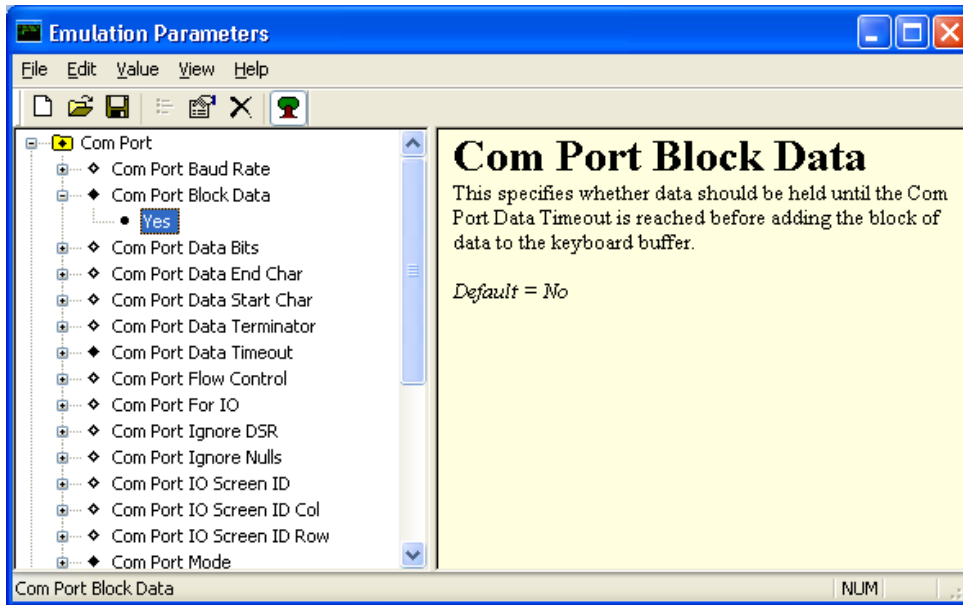 Emulation Parameters
File Edit Value View Help
Com Port
Com Port Baud Rate
Com Port Block Data
Yes
Com Port Data Bits
Com Port Data End Char
Com Port Data Start Char
Com Port Data Terminator
Com Port Data Timeout
Com Port Flow Control
Com Port For IO
Com Port Ignore DSR
Com Port Ignore Nulls
Com Port IO Screen ID
Com Port IO Screen ID Col
Com Port IO Screen ID Row
Com Port Mode
Com Port Block Data
This specifies whether data should be held until the Com
Port Data Timeout is reached before adding the block of
data to the keyboard buffer.
Default = No
Com Port Block Data
NUM